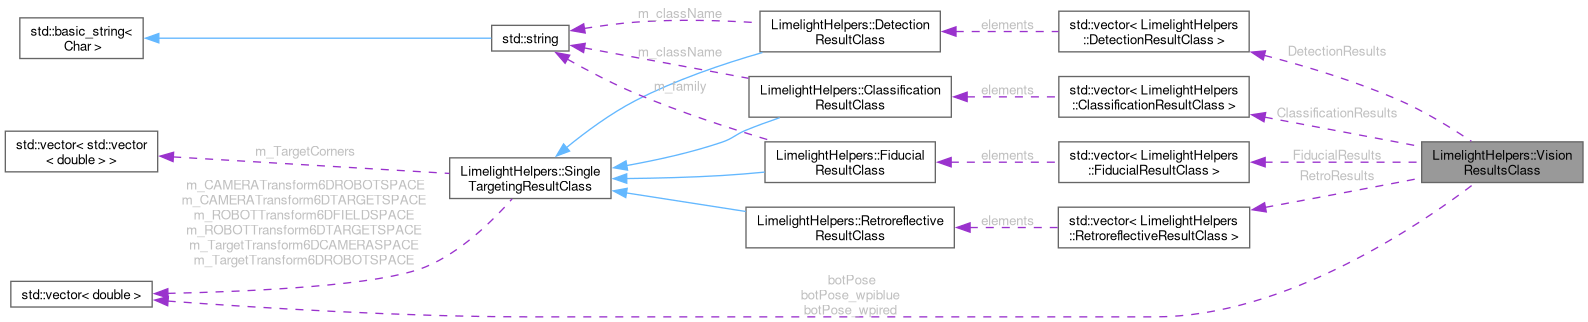 std::basic_string<
Char >
std::string
m_className
LimelightHelpers::Detection
ResultClass
elements
std::vector< LimelightHelpers
::DetectionResultClass >
DetectionResults
m_className
m_family
LimelightHelpers::Classification
ResultClass
elements
std::vector< LimelightHelpers
::ClassificationResultClass >
ClassificationResults
std::vector< std::vector
< double > >
m_TargetCorners
LimelightHelpers::Single
TargetingResultClass
LimelightHelpers::Fiducial
ResultClass
elements
std::vector< LimelightHelpers
::FiducialResultClass >
FiducialResults
LimelightHelpers::Vision
ResultsClass
RetroResults
LimelightHelpers::Retroreflective
ResultClass
elements
std::vector< LimelightHelpers
::RetroreflectiveResultClass >
m_CAMERATransform6DROBOTSPACE
m_CAMERATransform6DTARGETSPACE
m_ROBOTTransform6DFIELDSPACE
m_ROBOTTransform6DTARGETSPACE
m_TargetTransform6DCAMERASPACE
m_TargetTransform6DROBOTSPACE
std::vector< double >
botPose
botPose_wpiblue
botPose_wpired